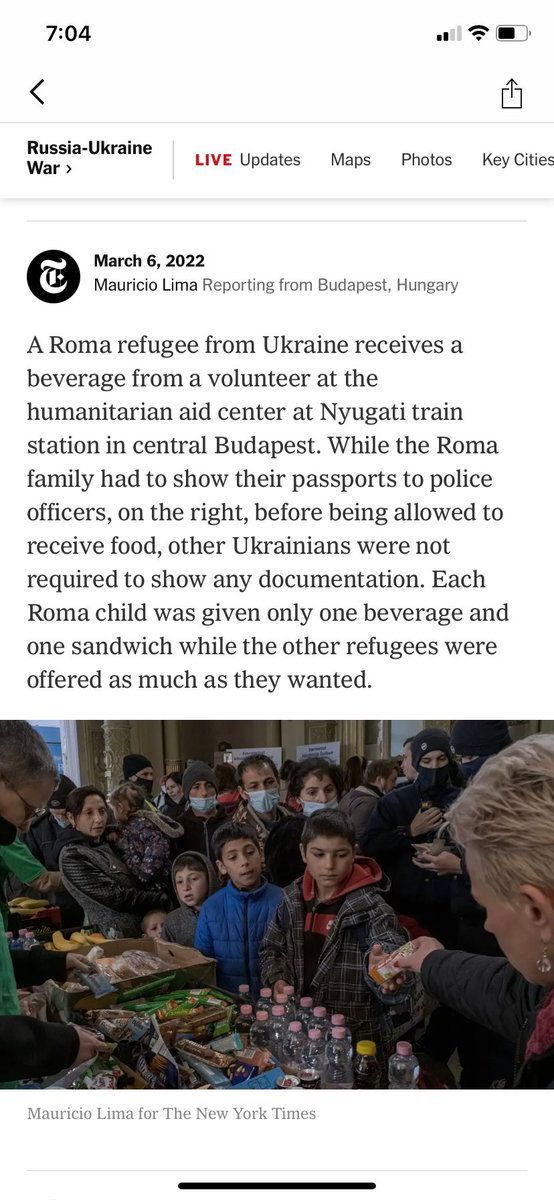 7:04
Russia-Ukraine
War >
LIVE Updates Maps Photos Key Cities
March 6, 2022
Mauricio Lima Reporting from Budapest, Hungary
A Roma refugee from Ukraine receives a
beverage from a volunteer at the
humanitarian aid center at Nyugati train
station in central Budapest. While the Roma
family had to show their passports to police
officers, on the right, before being allowed to
receive food, other Ukrainians were not
required to show any documentation. Each
Roma child was given only one beverage and
one sandwich while the other refugees were
offered as much as they wanted.
Mauricio Lima for The New York Times